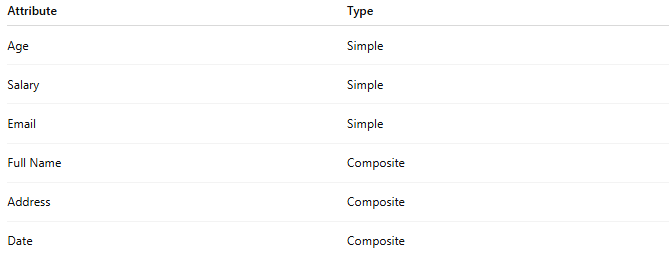 Attribute Type
Age Simple
Salary Simple
Email Simple
Full Name Composite
Address Composite
Date Composite